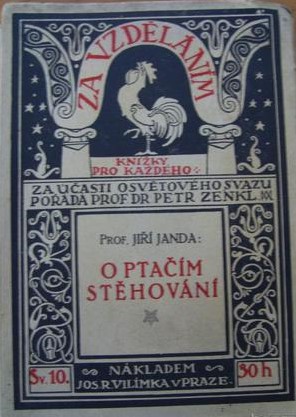 ZA VZDĚLÁNÍM
KNÍŽKY
PRO KAŽDÉHO:
ZA ÚČASTI OSVĚTOVÉHO SVAZU
POŘÁDÁ PROF DR PETR ZENKL.
PROF. JIŘÍ JANDA:
O PTAČÍM
STĚHOVÁNÍ
Sv. 10.
NÁKLADEM
JOS. R. VILÍMKA V PRAZE
30 h